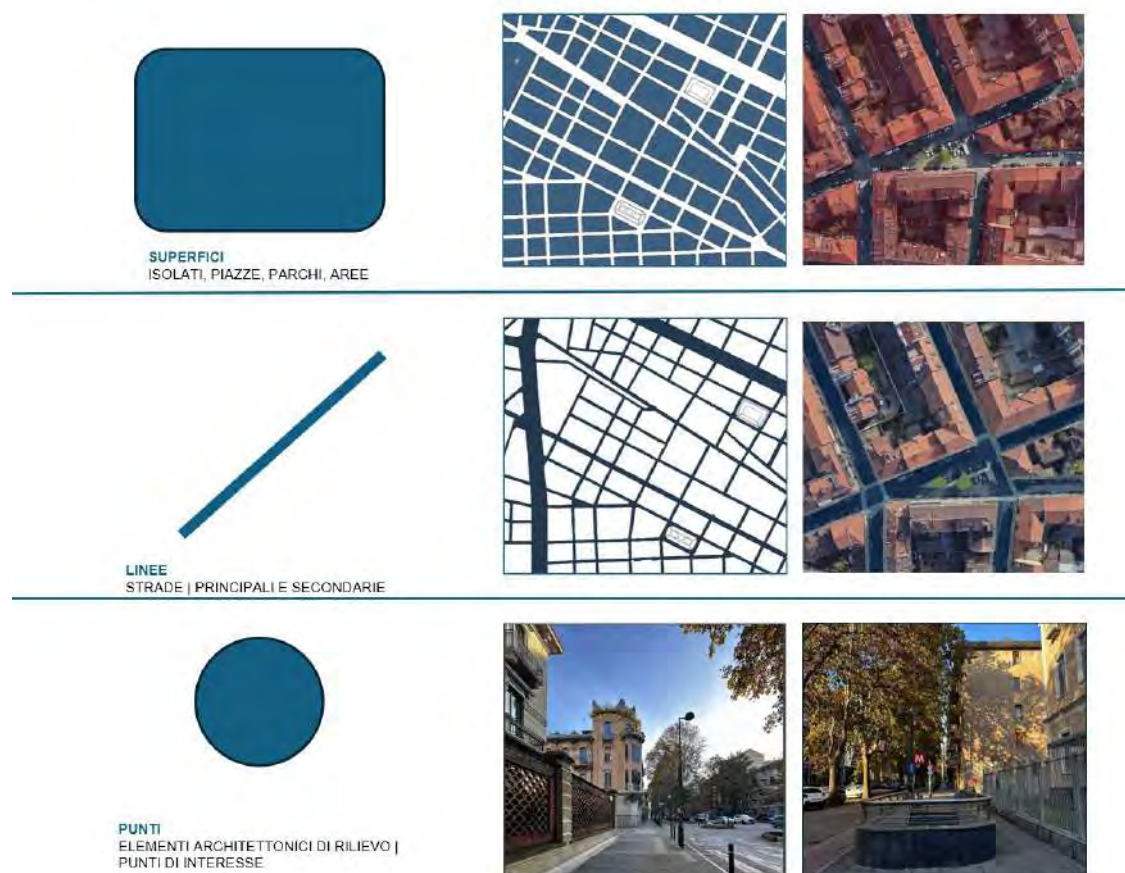 SUPERFICI
ISOLATI, PIAZZE, PARCHI, AREE
LINEE
STRADE | PRINCIPALI E SECONDARIE
M
PUNTI
ELEMENTI ARCHITETTONICI DI RILIEVO |
PUNTI DI INTERESSE